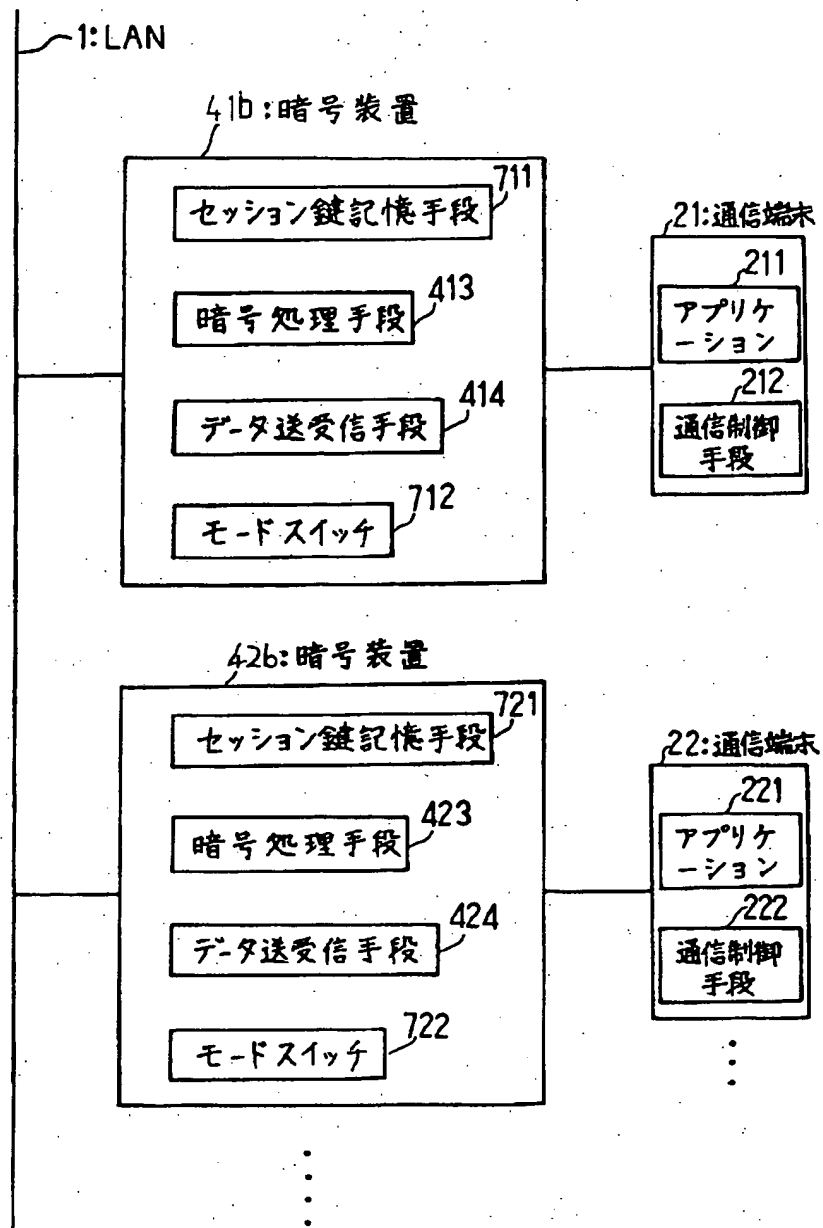 1:LAN
41b:暗号装置
711
セッション鍵記憶手段
413
暗号処理手段
414
データ送受信手段
712
モードスイッチ
21:通信端末
211
アプリケ
ーション
212
通信制御
手段
42b:暗号装置
721
セッション鍵記憶手段
423
暗号処理手段
424
データ送受信手段
722
モードスイッチ
22:通信端末
221
アプリケ
ーション
222
通信制御
手段